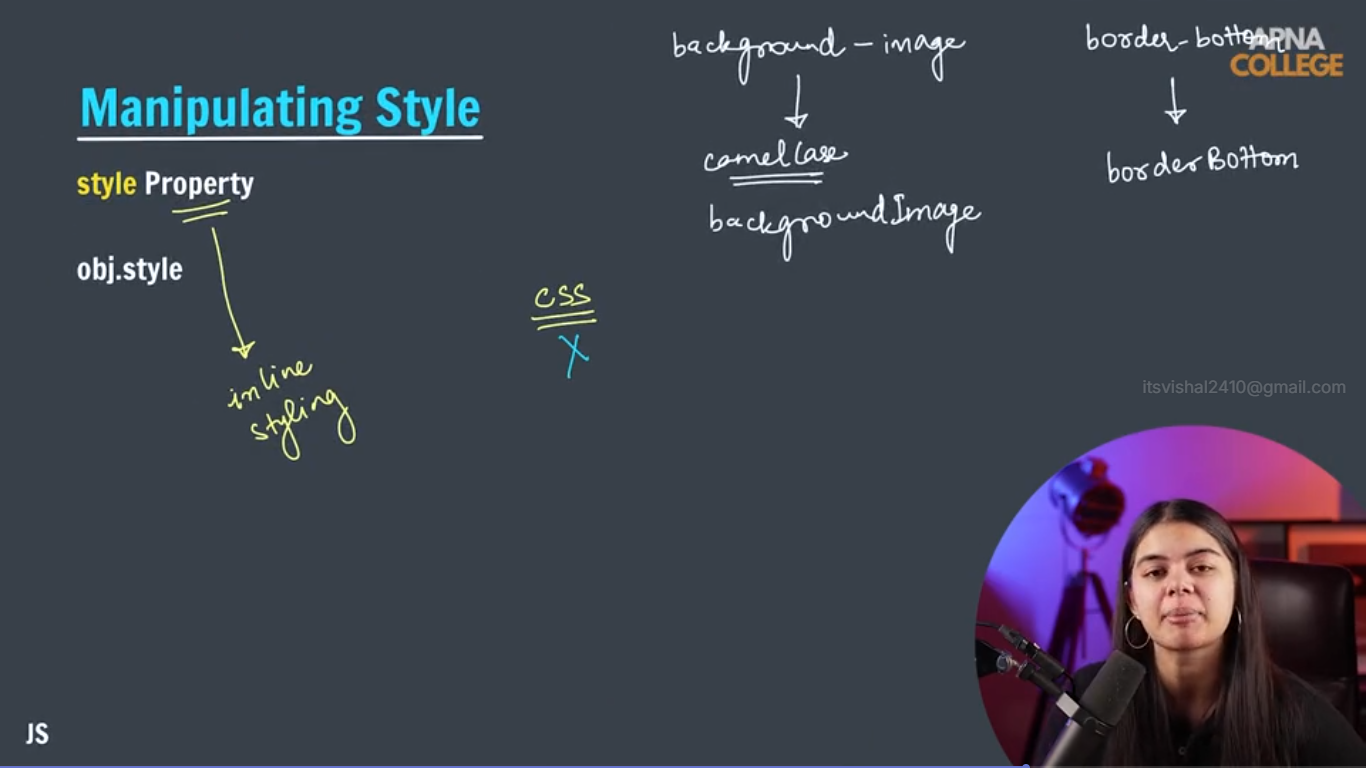 background - image
border-bottom
APNA
COLLEGE
Manipulating Style
camelCase
borderBottom
style Property
backgroundImage
obj.style
css
X
inline
styling
itsvishal2410@gmail.com
JS